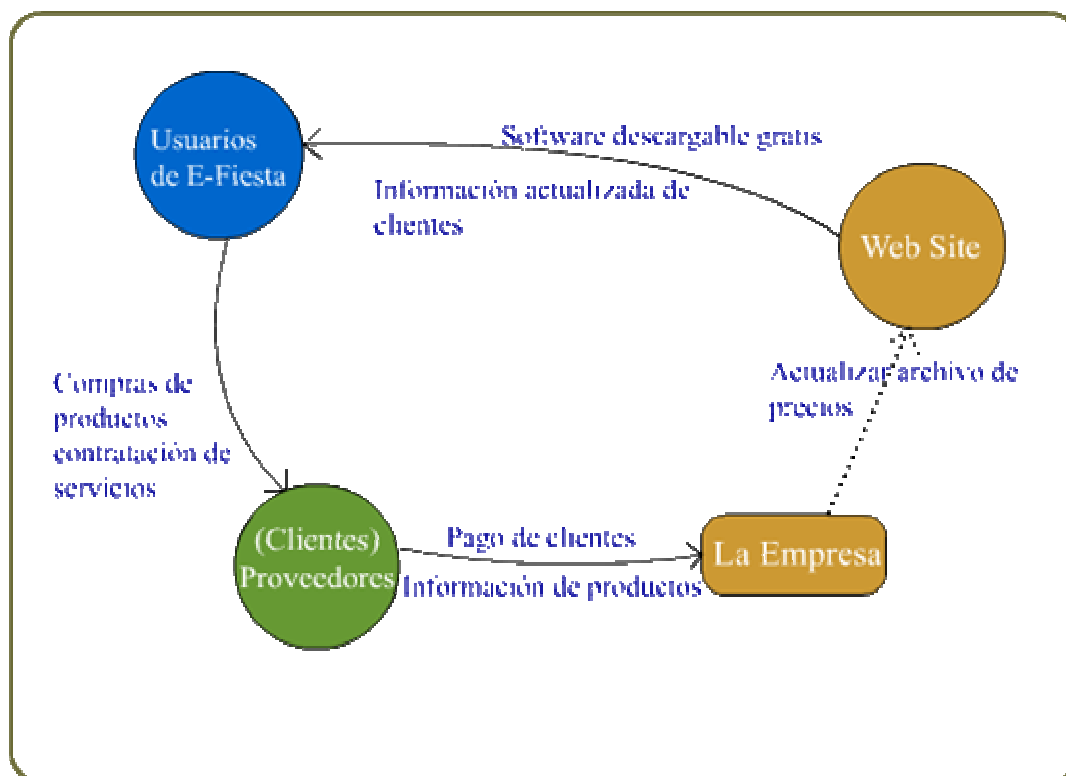 Usuarios
de E-Fiesta
Software descargable gratis
Información actualizada de
clientes
Web Site
Actualizar archivo de
precios
Compras de
productos
contratación de
servicios
(Clientes)
Proveedores
Pago de clientes
Información de productos
La Empresa